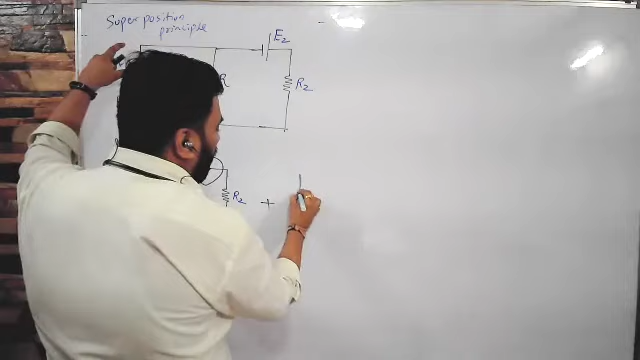 Super position
principle
E2
R
R2
R2 +